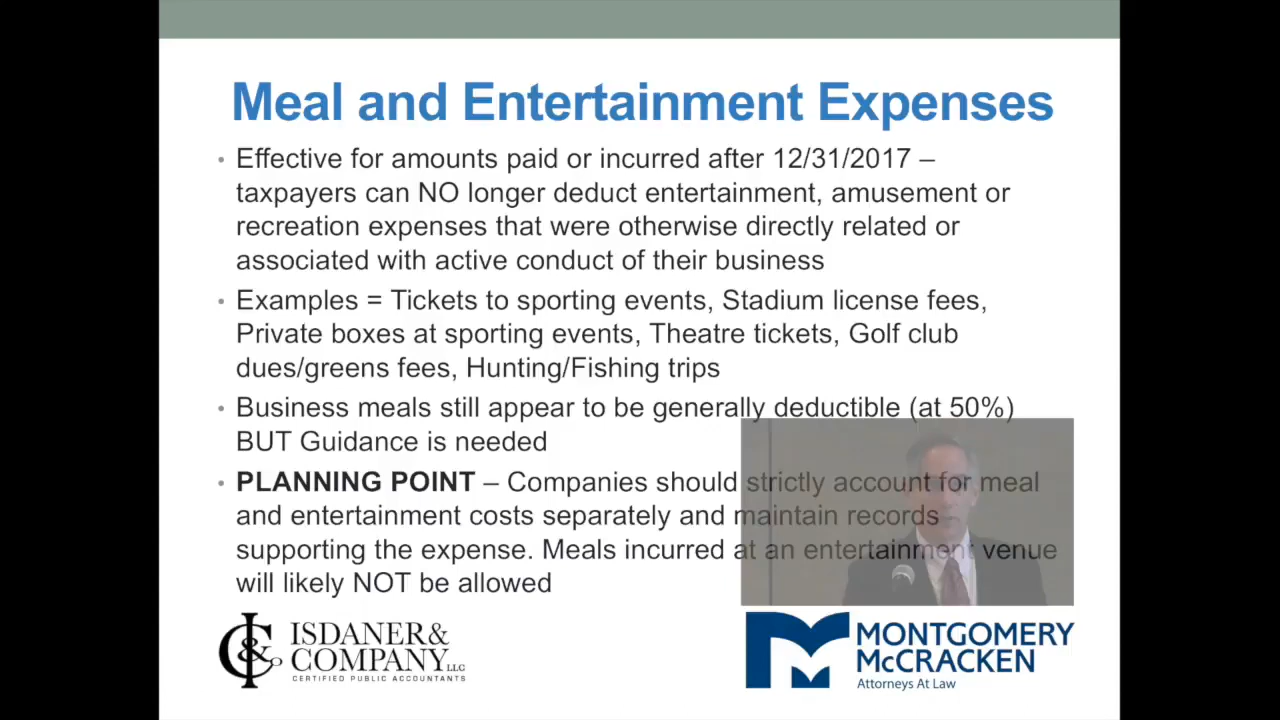 Meal and Entertainment Expenses
• Effective for amounts paid or incurred after 12/31/2017 –
taxpayers can NO longer deduct entertainment, amusement or
recreation expenses that were otherwise directly related or
associated with active conduct of their business
• Examples = Tickets to sporting events, Stadium license fees,
Private boxes at sporting events, Theatre tickets, Golf club
dues/greens fees, Hunting/Fishing trips
• Business meals still appear to be generally deductible (at 50%)
BUT Guidance is needed
• PLANNING POINT – Companies should strictly account for meal
and entertainment costs separately and maintain records
supporting the expense. Meals incurred at an entertainment venue
will likely NOT be allowed
I&C
ISDANER&
COMPANY LLC
CERTIFIED PUBLIC ACCOUNTANTS
M
MONTGOMERY
McCRACKEN
Attorneys At Law